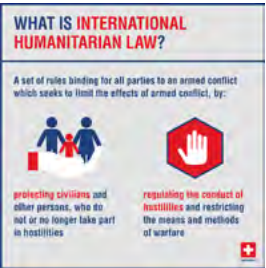 WHAT IS INTERNATIONAL
HUMANITARIAN LAW?
A set of rules binding for all parties to an armed conflict
which seeks to limit the effects of armed conflict, by:
protecting civilians and
other persons, who do
not or no longer take part
in hostilities
regulating the conduct of
hostilities and restricting
the means and methods
of warfare